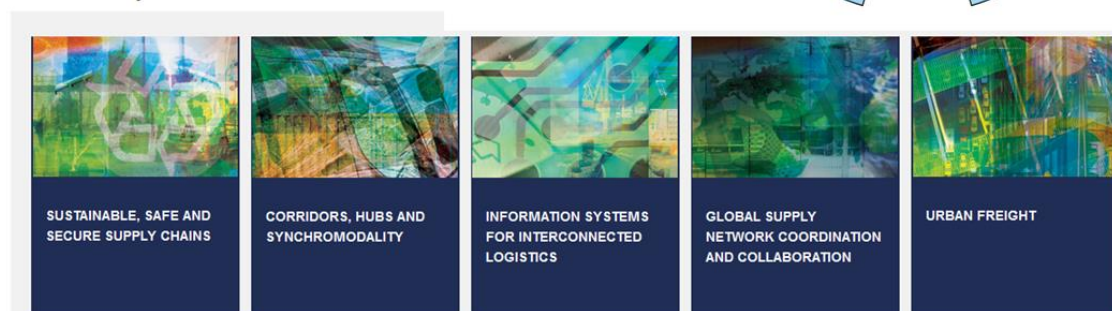 SUSTAINABLE, SAFE AND
SECURE SUPPLY CHAINS
CORRIDORS, HUBS AND
SYNCHROMODALITY
INFORMATION SYSTEMS
FOR INTERCONNECTED
LOGISTICS
GLOBAL SUPPLY
NETWORK COORDINATION
AND COLLABORATION
URBAN FREIGHT